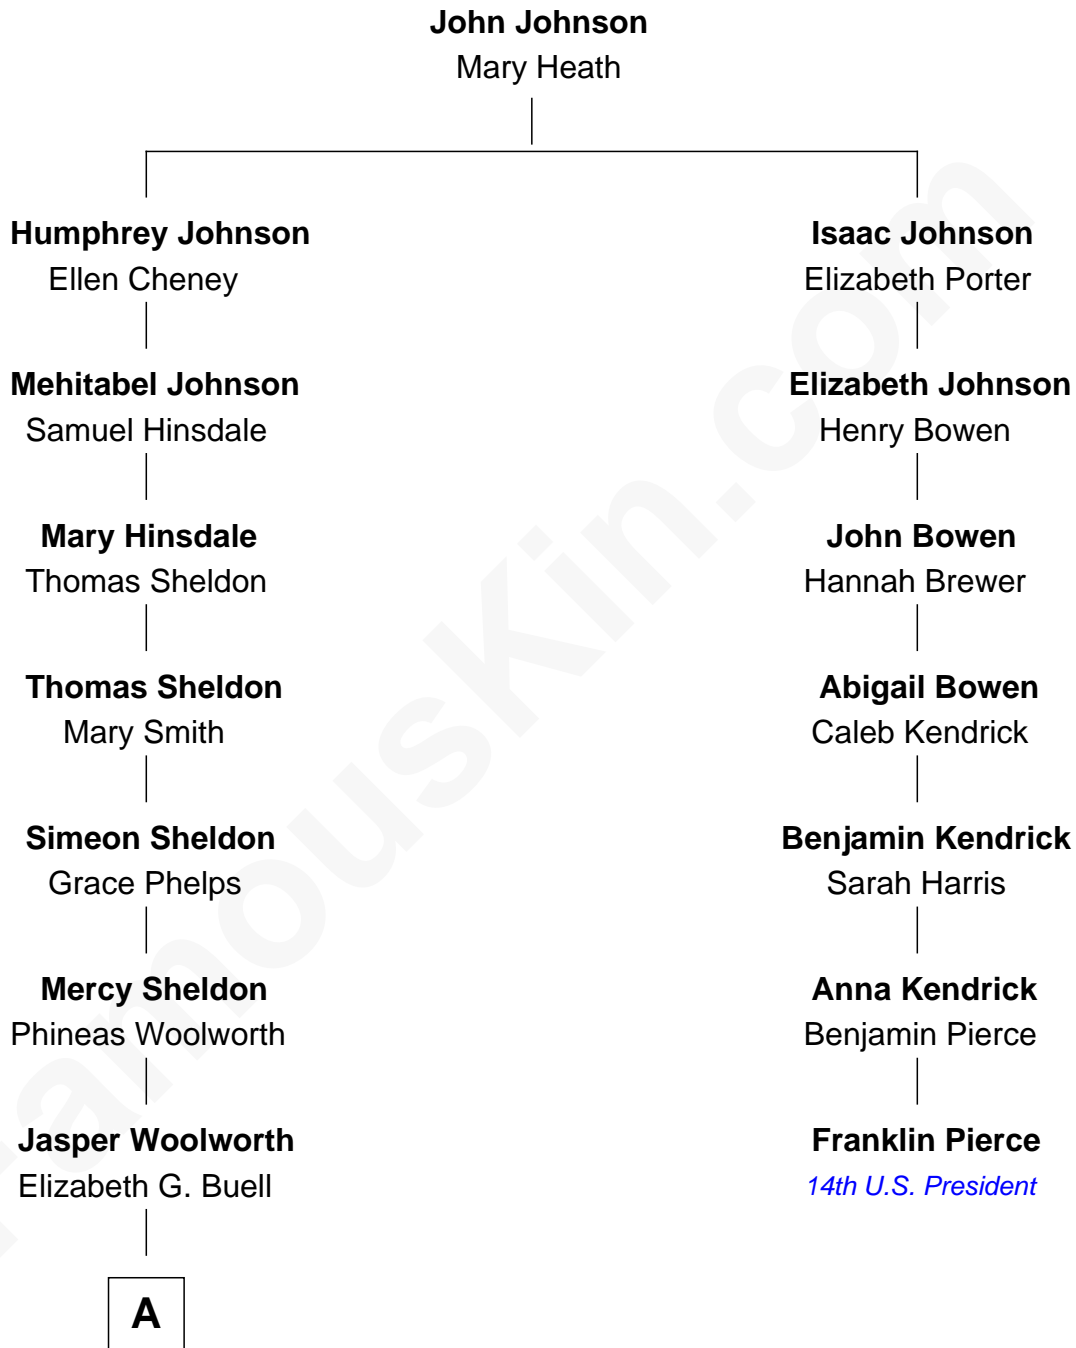 John Johnson
Mary Heath
Humphrey Johnson
Ellen Cheney
Isaac Johnson
Elizabeth Porter
Mehitabel Johnson
Samuel Hinsdale
Elizabeth Johnson
Henry Bowen
Mary Hinsdale
Thomas Sheldon
John Bowen
Hannah Brewer
Thomas Sheldon
Mary Smith
Abigail Bowen
Caleb Kendrick
Simeon Sheldon
Grace Phelps
Benjamin Kendrick
Sarah Harris
Mercy Sheldon
Phineas Woolworth
Anna Kendrick
Benjamin Pierce
Jasper Woolworth
Elizabeth G. Buell
Franklin Pierce
14th U.S. President
A
FamousKin.com